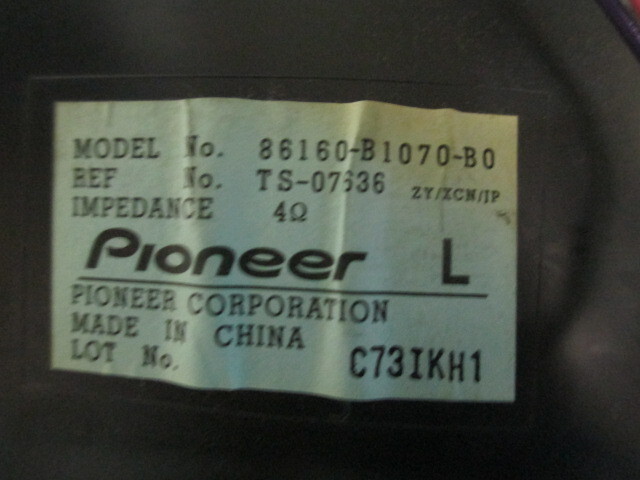 MODEL No. 86160-B1070-B0
REF No. TS-07636 ZY/XCN/JP
IMPEDANCE 4Ω
Pioneer L
PIONEER CORPORATION
MADE IN CHINA
LOT No. C73IKH1